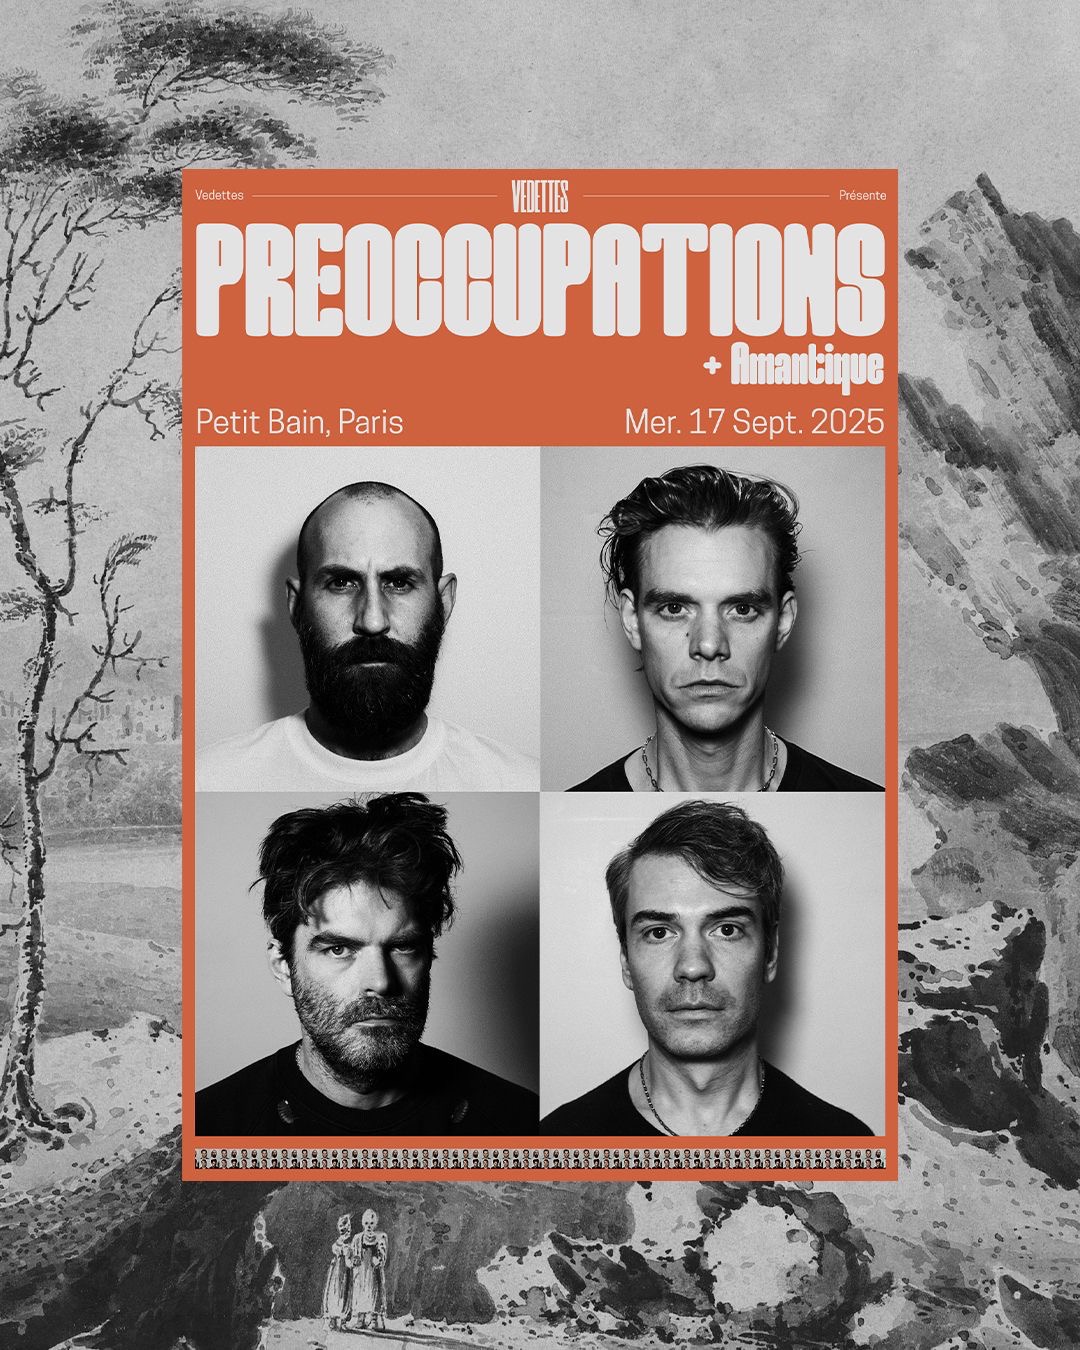 Vedettes VEDETTES Présente
PREOCCUPATIONS
+ Amantique
Petit Bain, Paris Mer. 17 Sept. 2025